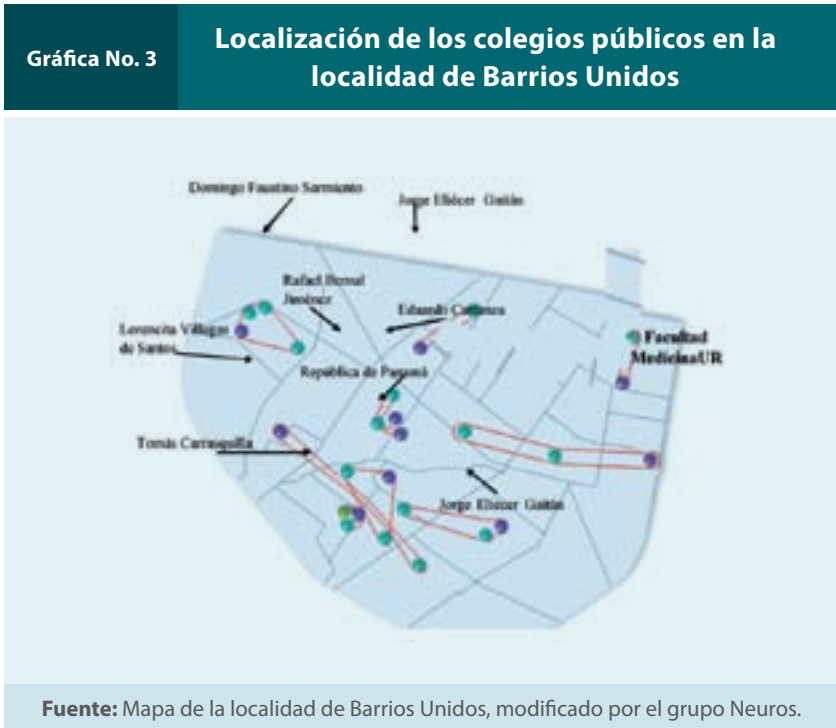 Gráfica No. 3
Localización de los colegios públicos en la
localidad de Barrios Unidos
Domingo Faustino Sarmiento
Jorge Eliécer Gaitán
Rafael Bernal
Jiménez
Eduardo
Lorencita Villegas
de Santos
Facultad
MedicinaUR
República de Panamá
Tomás Carrasquilla
Jorge Eliécer Gaitán
Fuente: Mapa de la localidad de Barrios Unidos, modificado por el grupo Neuros.